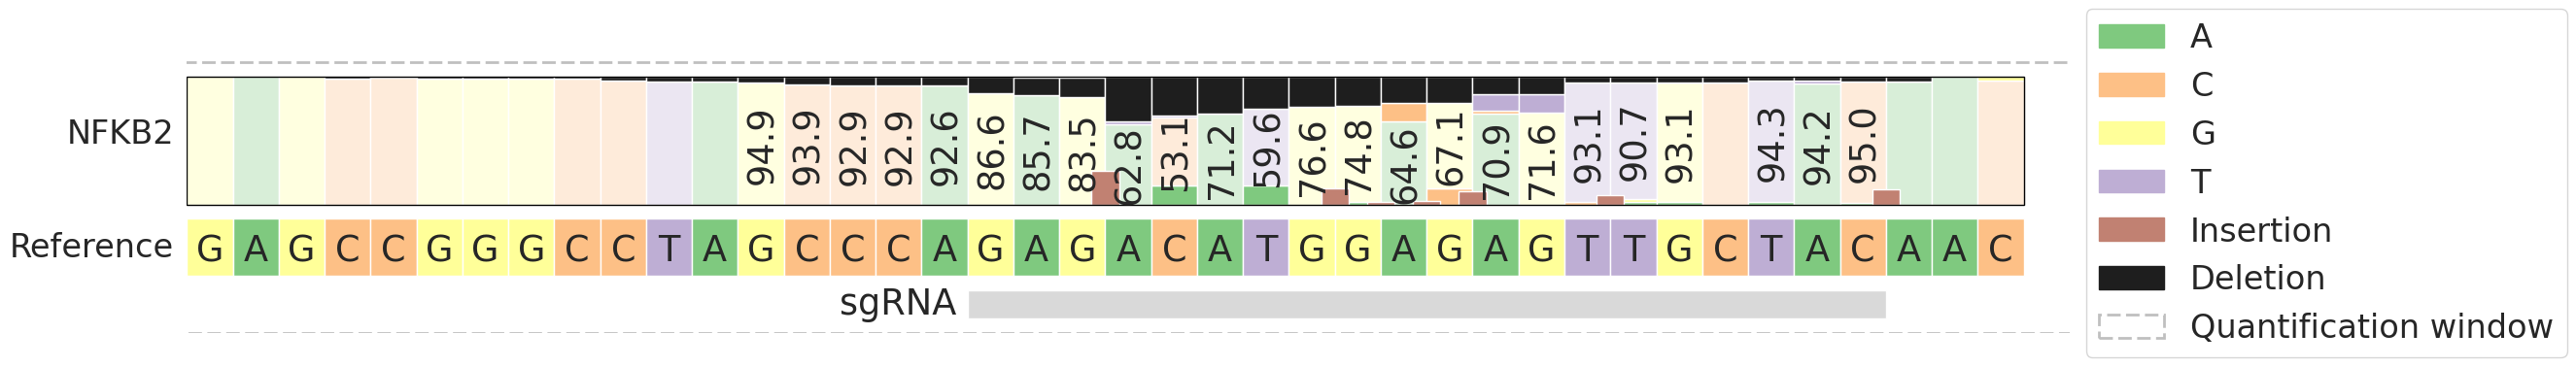 NFKB2
94.9 93.9 92.9 92.9 92.6 86.6 85.7 83.5 62.8 53.1 71.2 59.6 76.6 74.8 64.6 67.1 70.9 71.6 93.1 90.7 93.1 94.3 94.2 95.0
Reference
G A G C C G G G C C T A G C C C A G A G A C A T G G A G A G T T G C T A C A A C
sgRNA
A
C
G
T
Insertion
Deletion
Quantification window